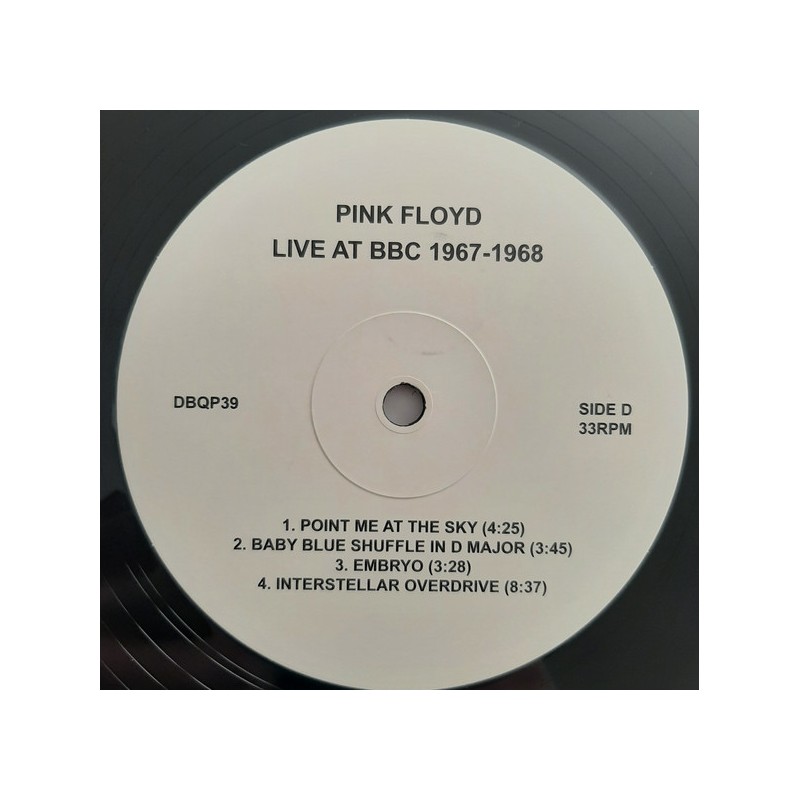 PINK FLOYD
LIVE AT BBC 1967-1968
DBQP39
SIDE D
33RPM
1. POINT ME AT THE SKY (4:25)
2. BABY BLUE SHUFFLE IN D MAJOR (3:45)
3. EMBRYO (3:28)
4. INTERSTELLAR OVERDRIVE (8:37)